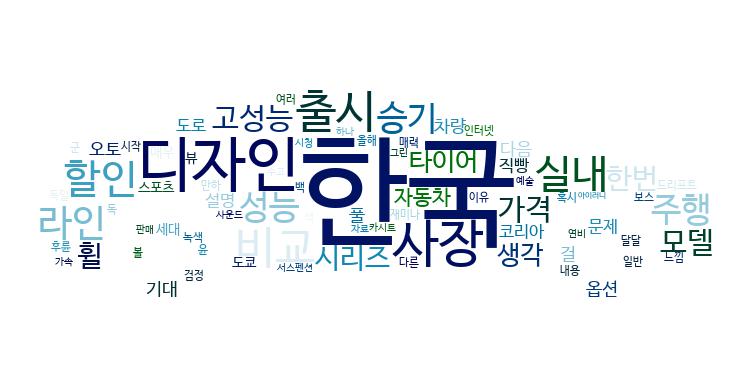 여러
출시
고성능
승기
도로
차량
인터넷
하나
시작
시청
올해
매력
오토
뷰
그린
다음
한국
디자인
타이어
직빵
실내
할인
한번
스포츠
만하
백
예술
혹시
아이러니
드리프트
자동차
이유
보스
설명
성능
풀
재미나
가격
주행
라인
사운드
판매
세대
자료
카시트
코리아
연비
문제
사장
비교
녹색
달달
모델
후륜
휠
볼
윤
시리즈
생각
걸
느낌
가속
도쿄
서스펜션
다른
내용
일반
검정
기대
옵션
독
군